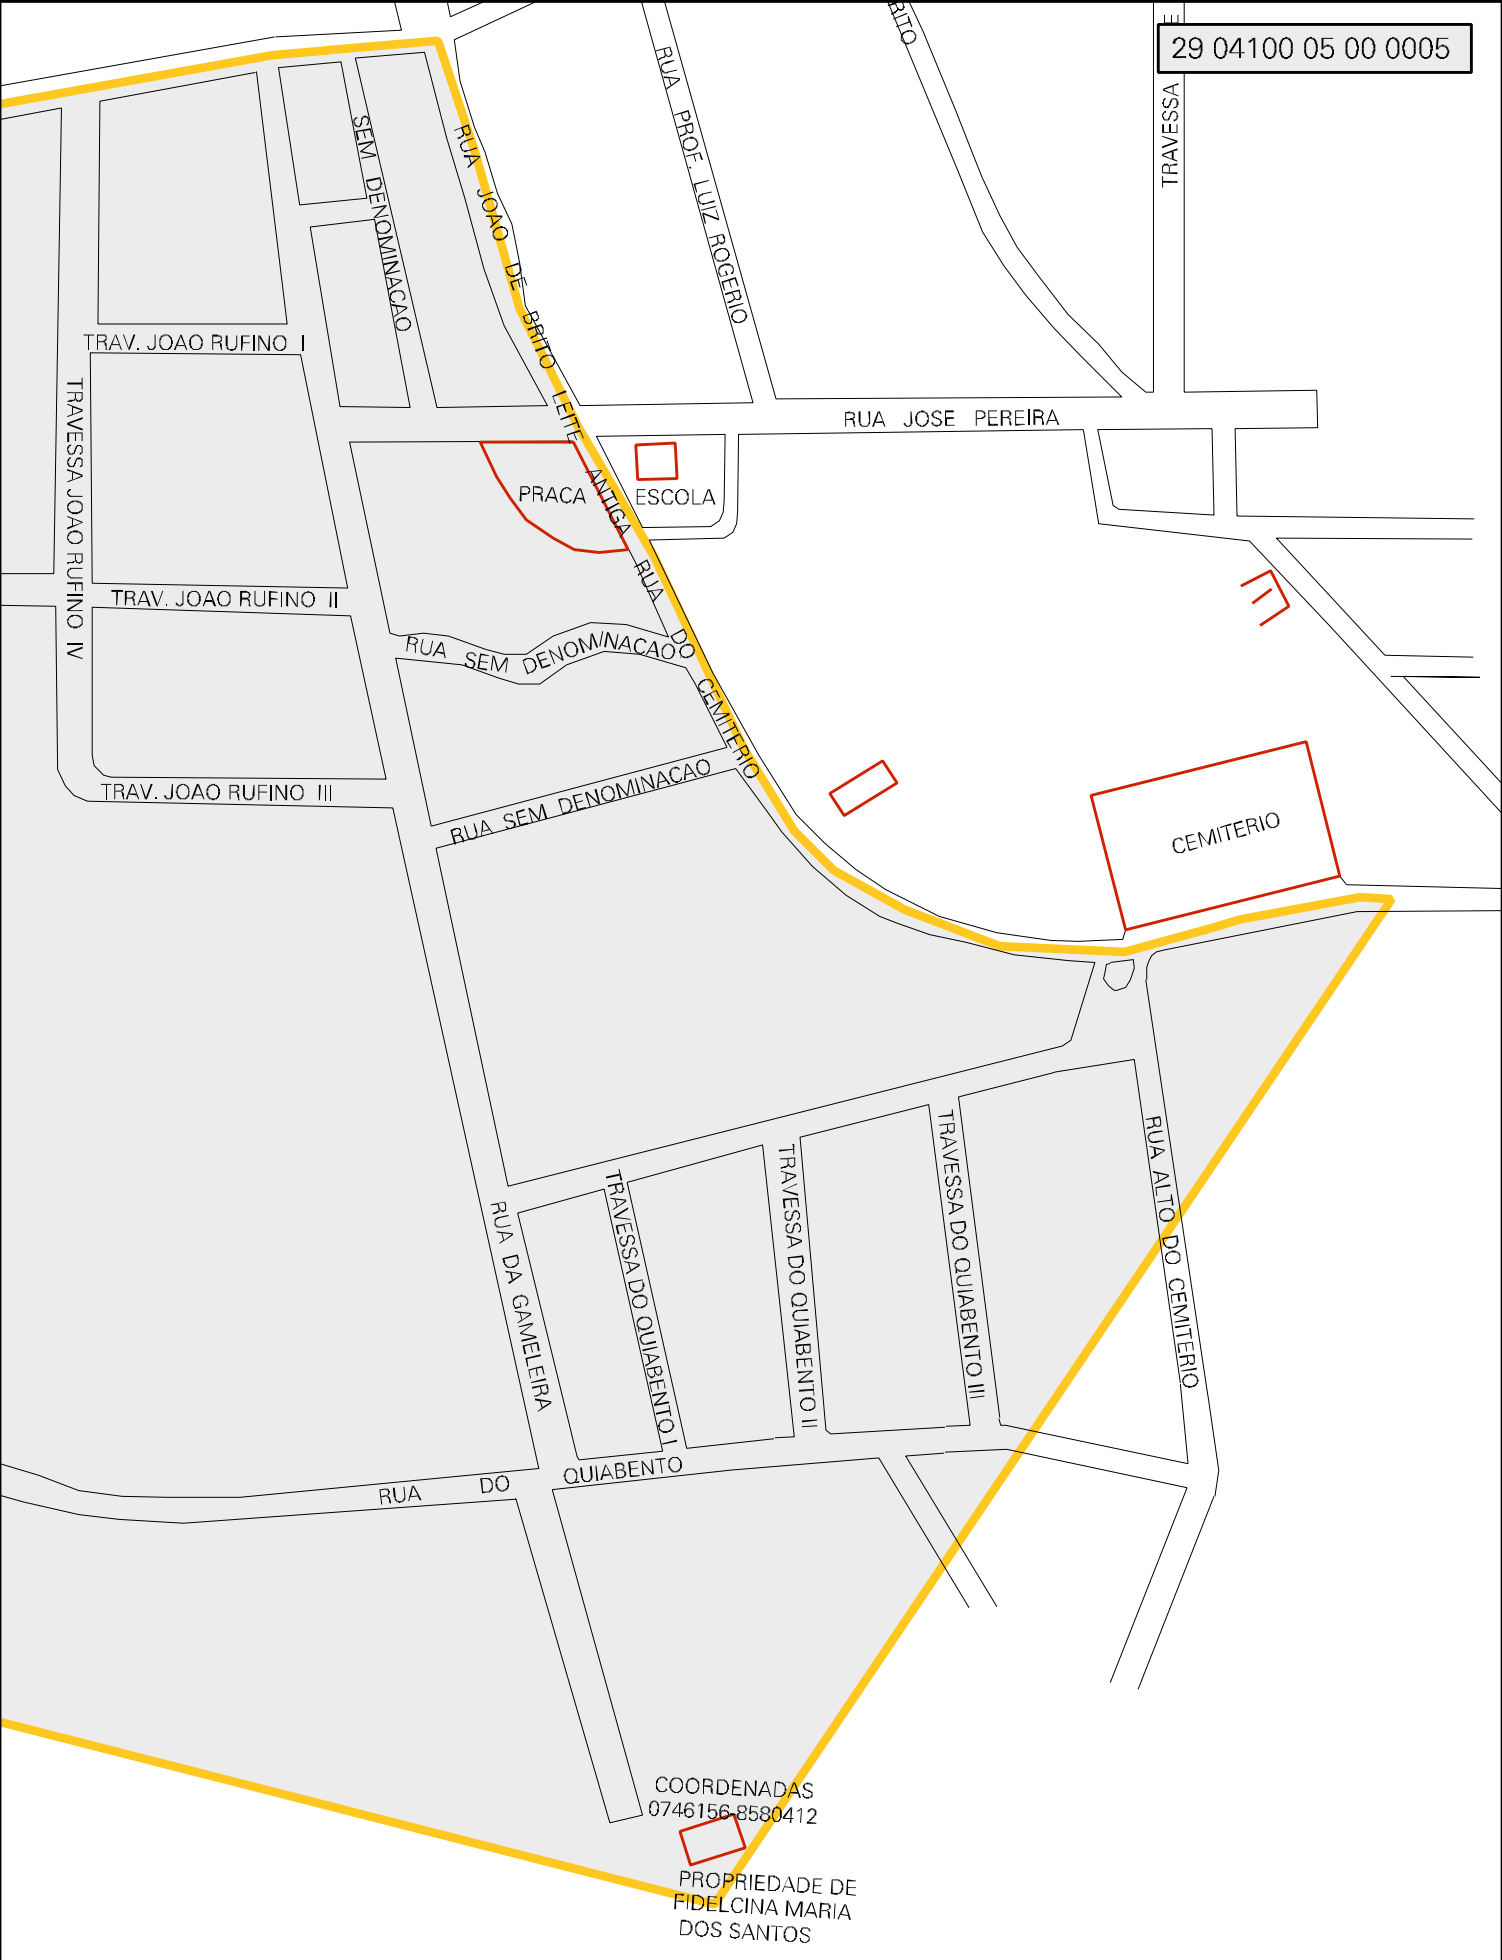 29 04100 05 00 0005
RITO
TRAVESSA E
RUA PROF. LUIZ ROGERIO
SEM DENOMINACAO
RUA JOAO DE BRITO LEITE ANTIGA RUA DO CEMITERIO
TRAV. JOAO RUFINO I
RUA JOSE PEREIRA
TRAVESSA JOAO RUFINO IV
PRACA
ESCOLA
TRAV. JOAO RUFINO II
RUA SEM DENOMINACAO
RUA SEM DENOMINACAO
TRAV. JOAO RUFINO III
CEMITERIO
RUA ALTO DO CEMITERIO
TRAVESSA DO QUIABENTO III
TRAVESSA DO QUIABENTO II
TRAVESSA DO QUIABENTO I
RUA DA GAMELEIRA
RUA DO QUIABENTO
COORDENADAS
0746156-8580412
PROPRIEDADE DE
FIDELCINA MARIA
DOS SANTOS